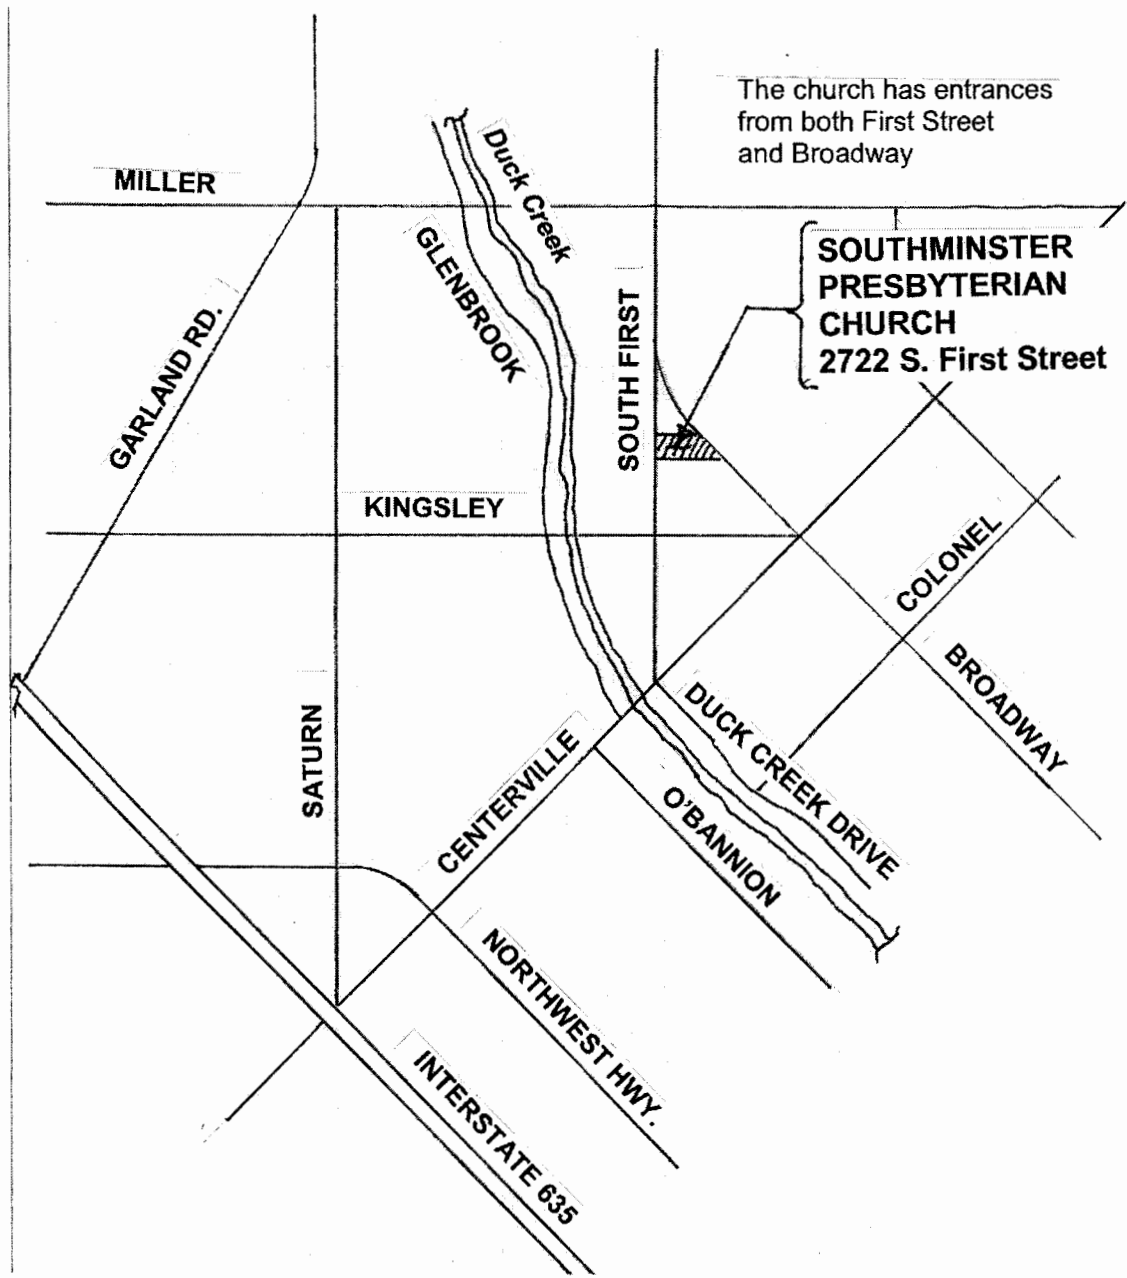 The church has entrances
from both First Street
and Broadway
Duck Creek
MILLER
GLENBROOK
SOUTHMINSTER
PRESBYTERIAN
CHURCH
2722 S. First Street
GARLAND RD.
SOUTH FIRST
KINGSLEY
COLONEL
BROADWAY
SATURN
DUCK CREEK DRIVE
CENTERVILLE
O'BANNION
NORTHWEST HWY.
INTERSTATE 635